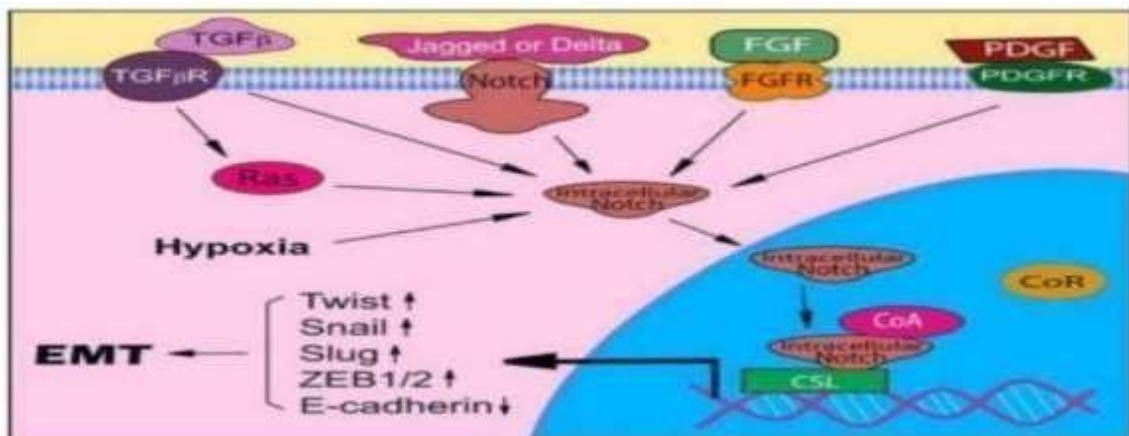 TGFβ
TGFβR
Jagged or Delta
Notch
FGF
FGFR
PDGF
PDGFR
Ras
Intracellular
Notch
Hypoxia
Intracellular
Notch
CoR
CoA
Intracellular
Notch
CSL
Twist ↑
Snail ↑
Slug ↑
ZEB1/2 ↑
E-cadherin ↓
EMT